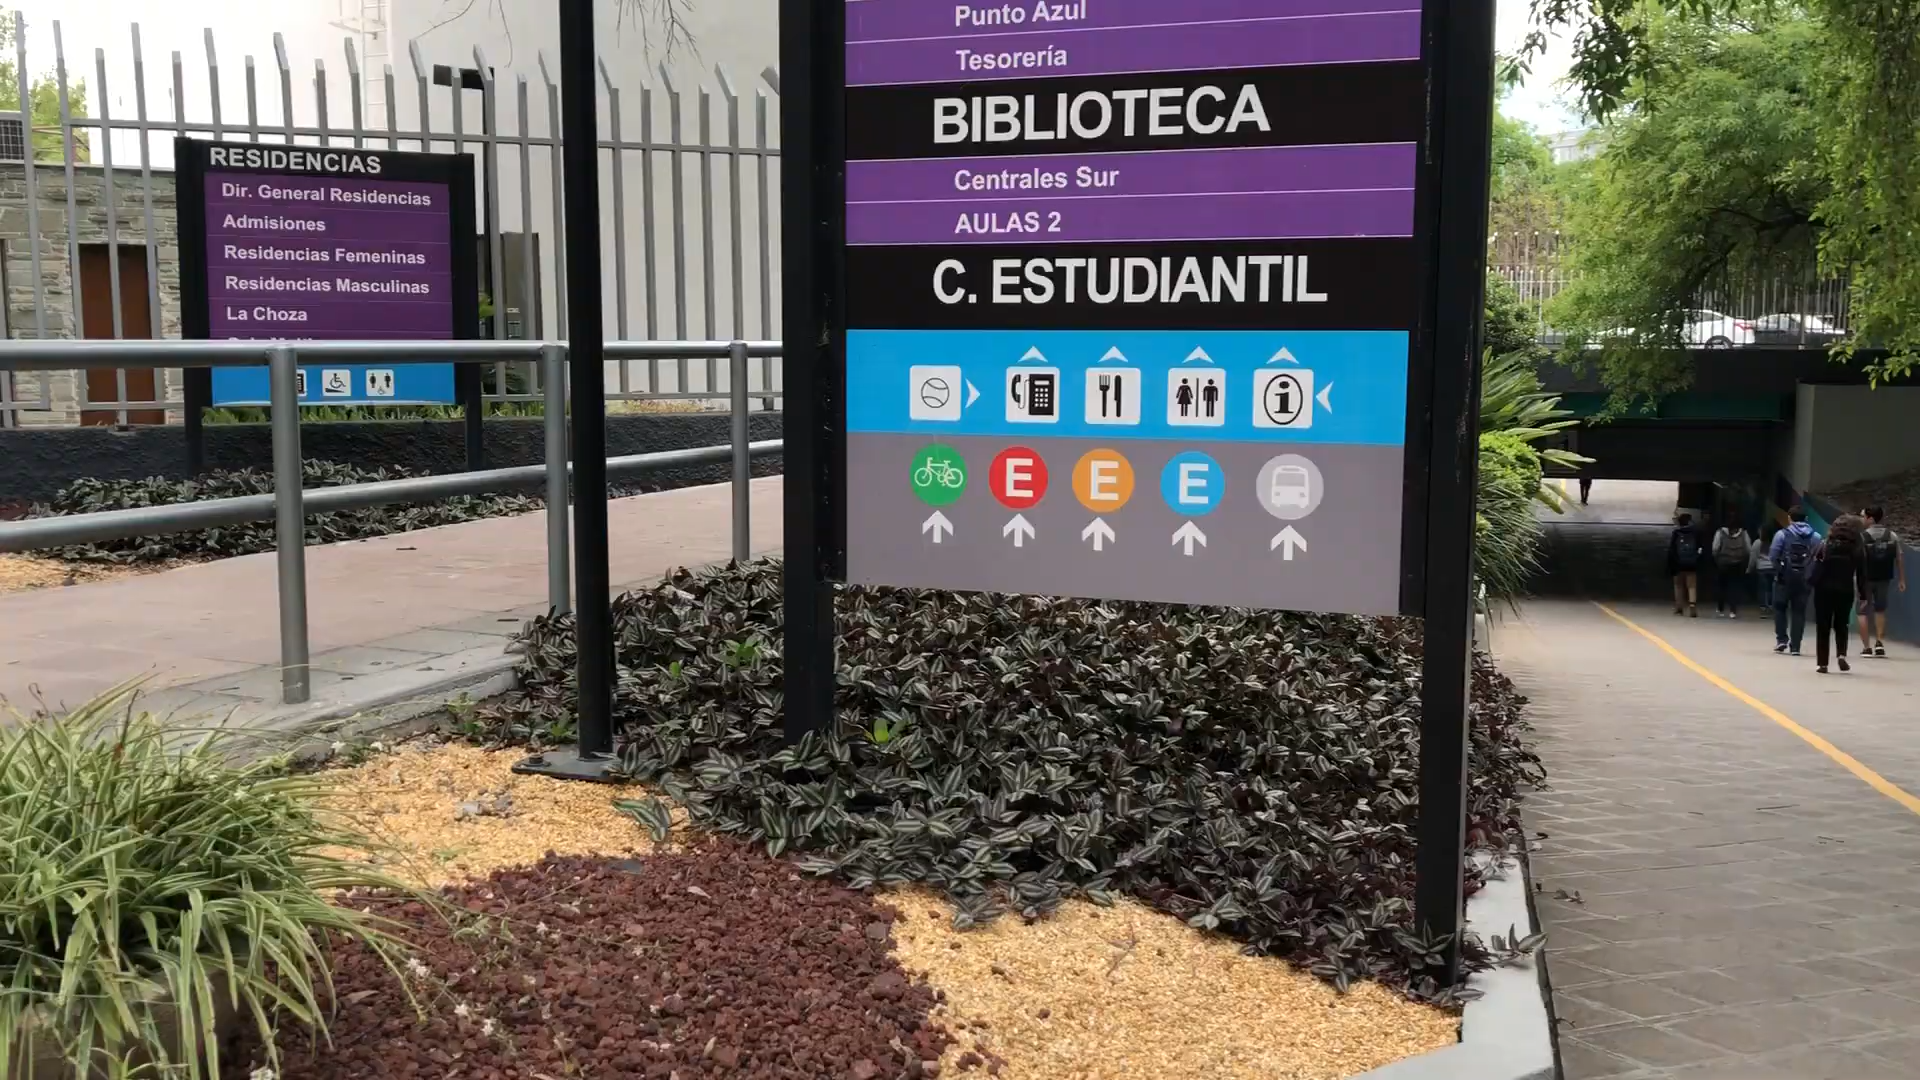 RESIDENCIAS
Dir. General Residencias
Admisiones
Residencias Femeninas
Residencias Masculinas
La Choza
Punto Azul
Tesorería
BIBLIOTECA
Centrales Sur
AULAS 2
C. ESTUDIANTIL
i
E E E